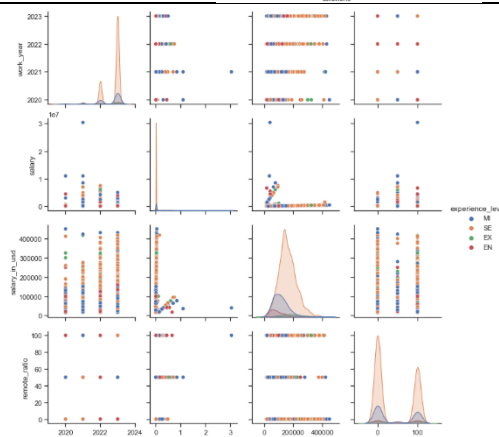 2023
2022
work_year
2021
2020
1e7
3
2
salary
1
0
400000
300000
salary_in_usd
200000
100000
0
100
80
60
remote_ratio
40
20
0
2020 2022 2024
0 1 2 3
0 200000 400000
0 100
experience_lev
MI
SE
EX
EN